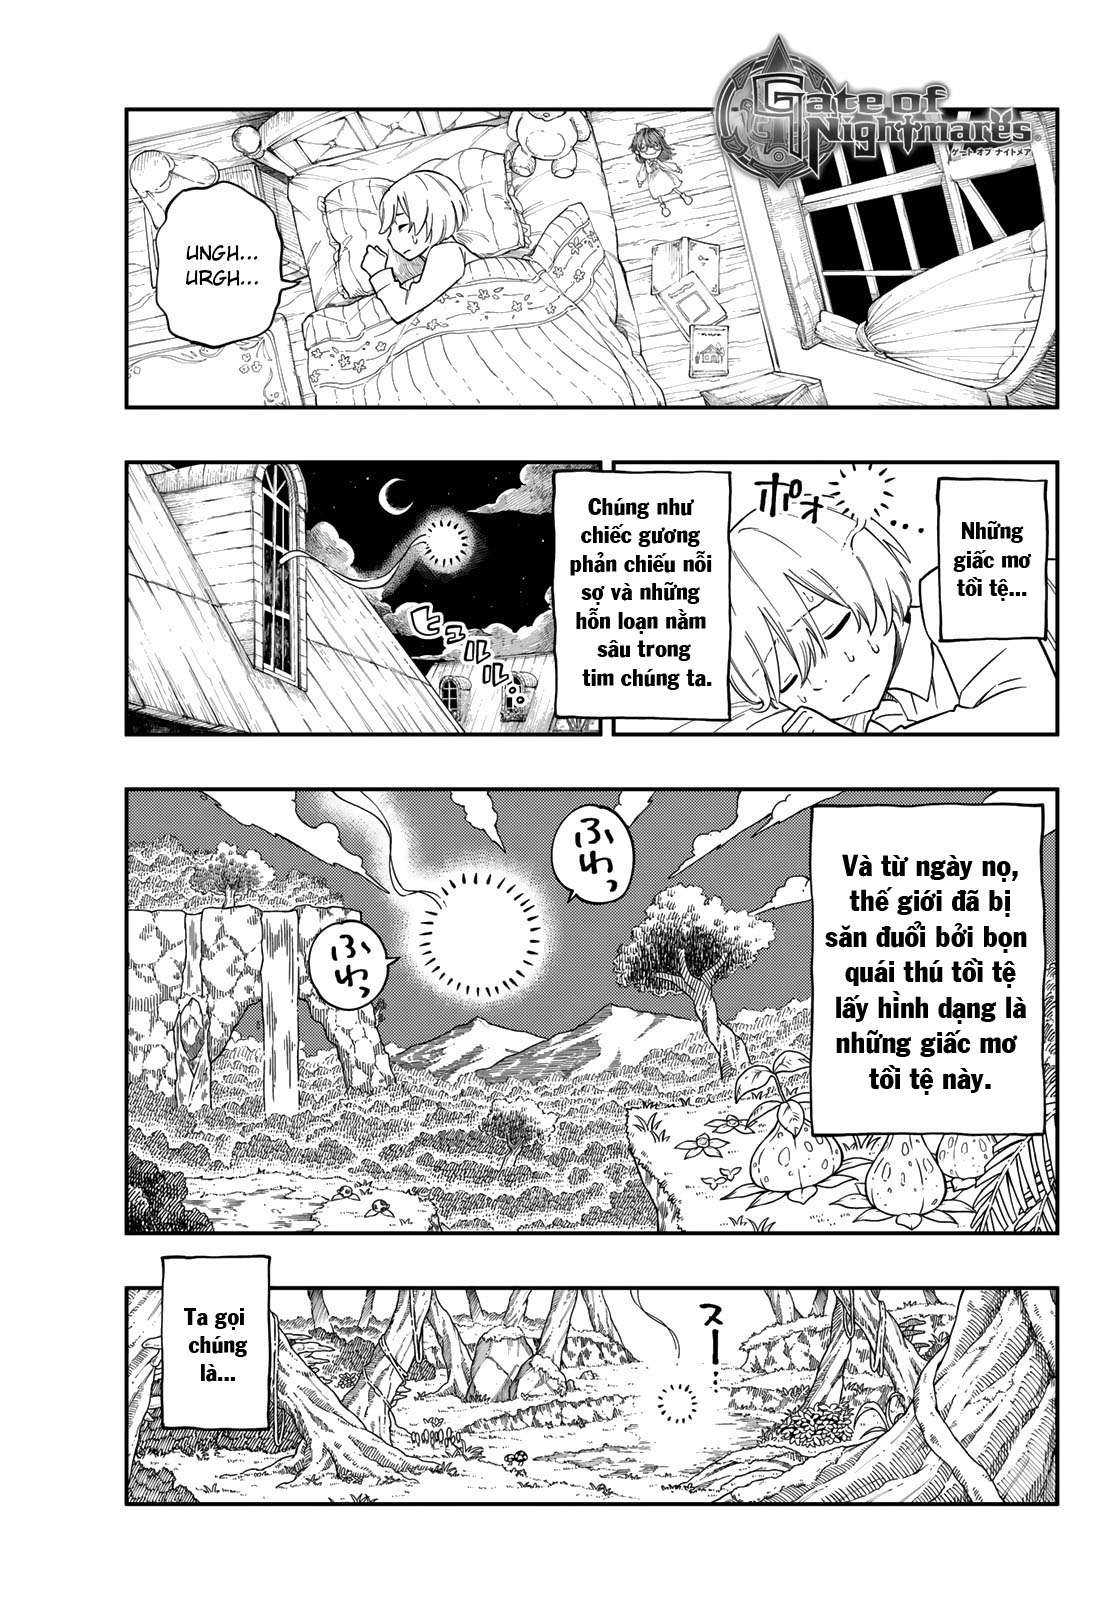 Gate of
Nightmares
ゲート オブ ナイトメア
UNGH...
URGH...
Những
giấc mơ
tồi tệ...
ポォ
Chúng như
chiếc gương
phản chiếu nỗi
sợ và những
hỗn loạn nằm
sâu trong
tim chúng ta.
ヒュルルル
Và từ ngày nọ,
thế giới đã bị
săn đuổi bởi bọn
quái thú tồi tệ
lấy hình dạng là
những giấc mơ
tồi tệ này.
ふわっ
ふわっ
Ta gọi
chúng
là...
スー...